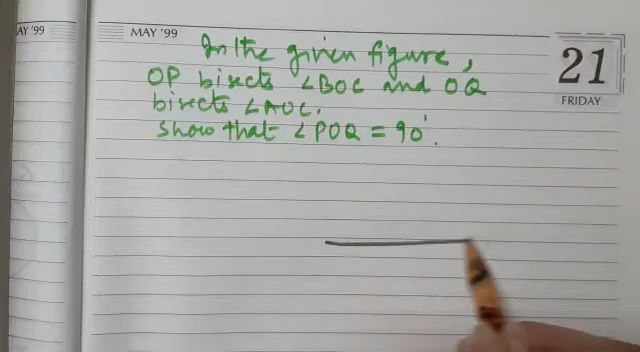 AY '99
MAY '99
21
FRIDAY
In the given figure,
OP bisects ∠BOC and OQ
bisects ∠AOC.
Show that ∠POQ = 90°.